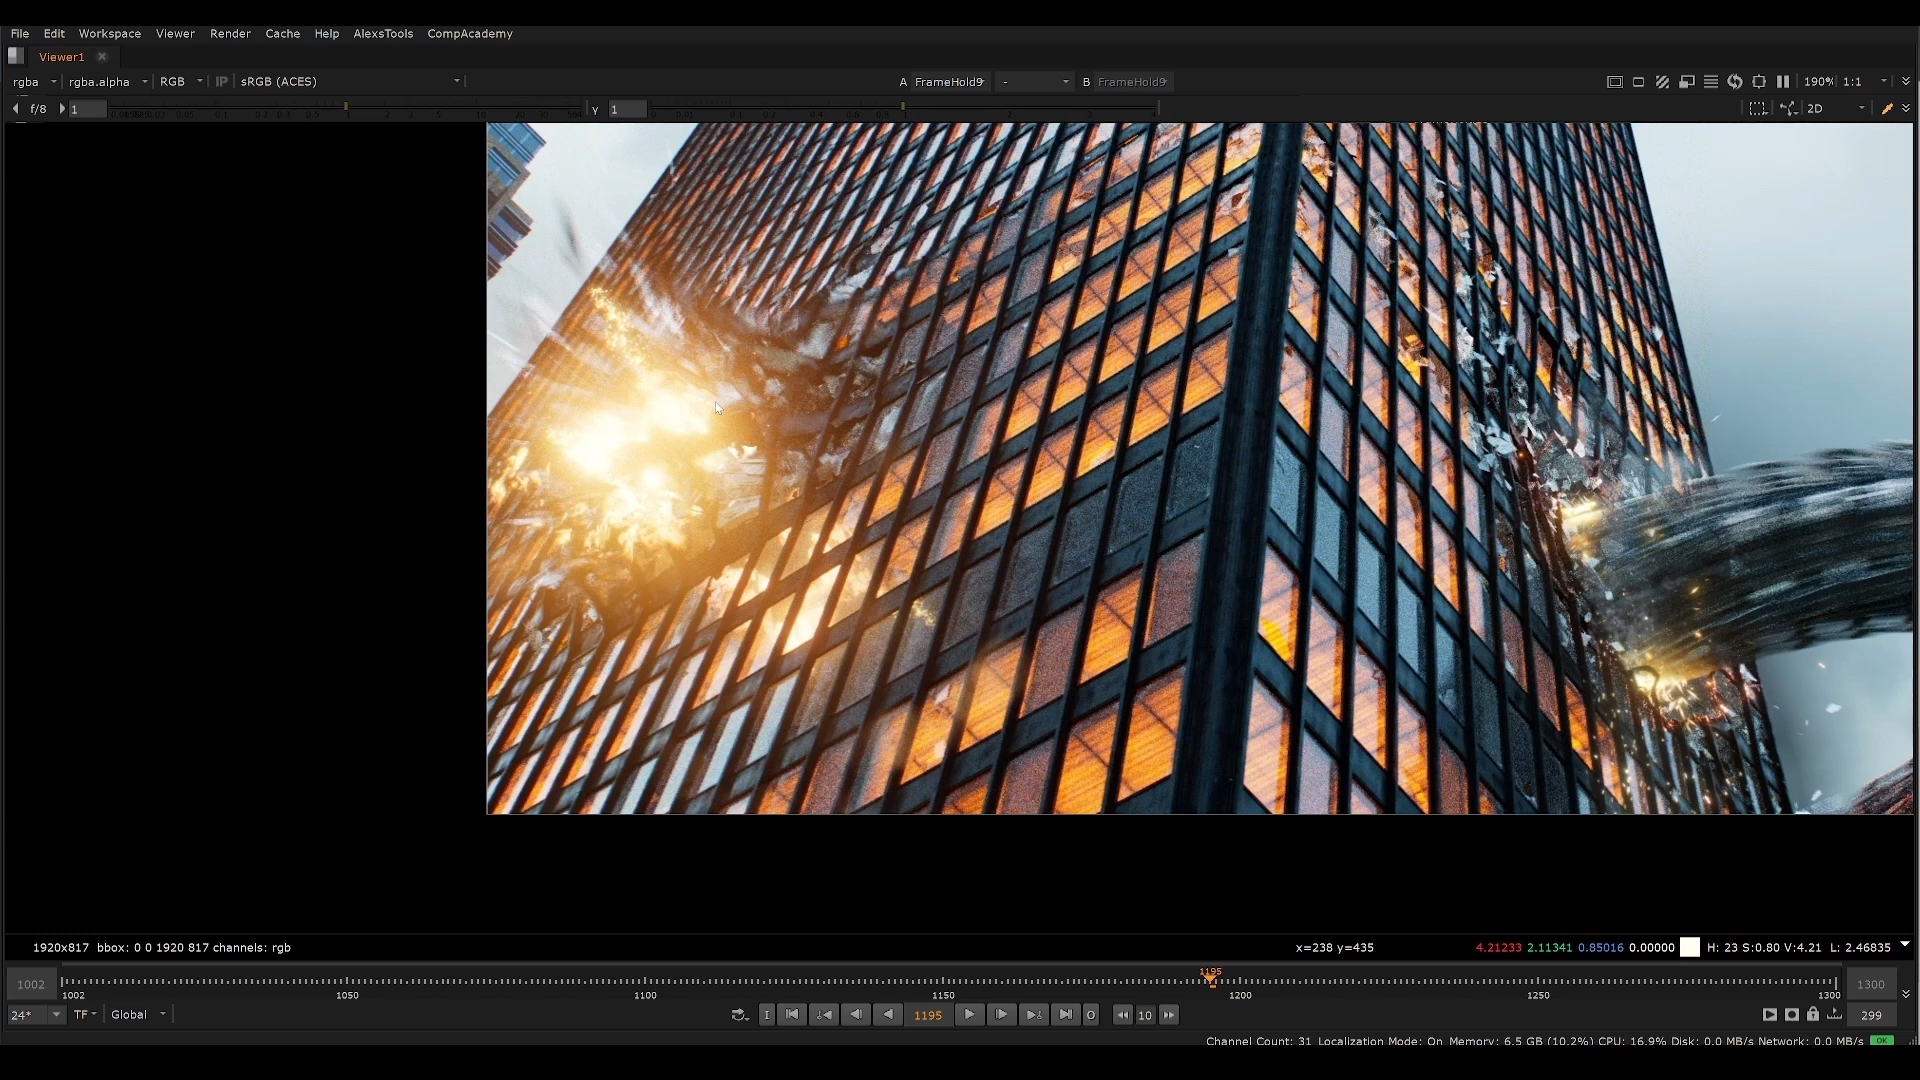 File Edit Workspace Viewer Render Cache Help AlexsTools CompAcademy
Viewer1
rgba rgba.alpha RGB IP sRGB (ACES) A FrameHold9 - B FrameHold9 190% 1:1
f/8 1 y 1 2D
1920x817 bbox: 0 0 1920 817 channels: rgb x=238 y=435 4.21233 2.11341 0.85016 0.00000 H: 23 S:0.80 V:4.21 L: 2.46835
1195
1002 1300
1002 1050 1100 1150 1200 1250 1300
24* TF Global I 1195 O 10 299
Channel Count: 31 Localization Mode: On Memory: 6.5 GB (10.2%) CPU: 16.9% Disk: 0.0 MB/s Network: 0.0 MB/s OK